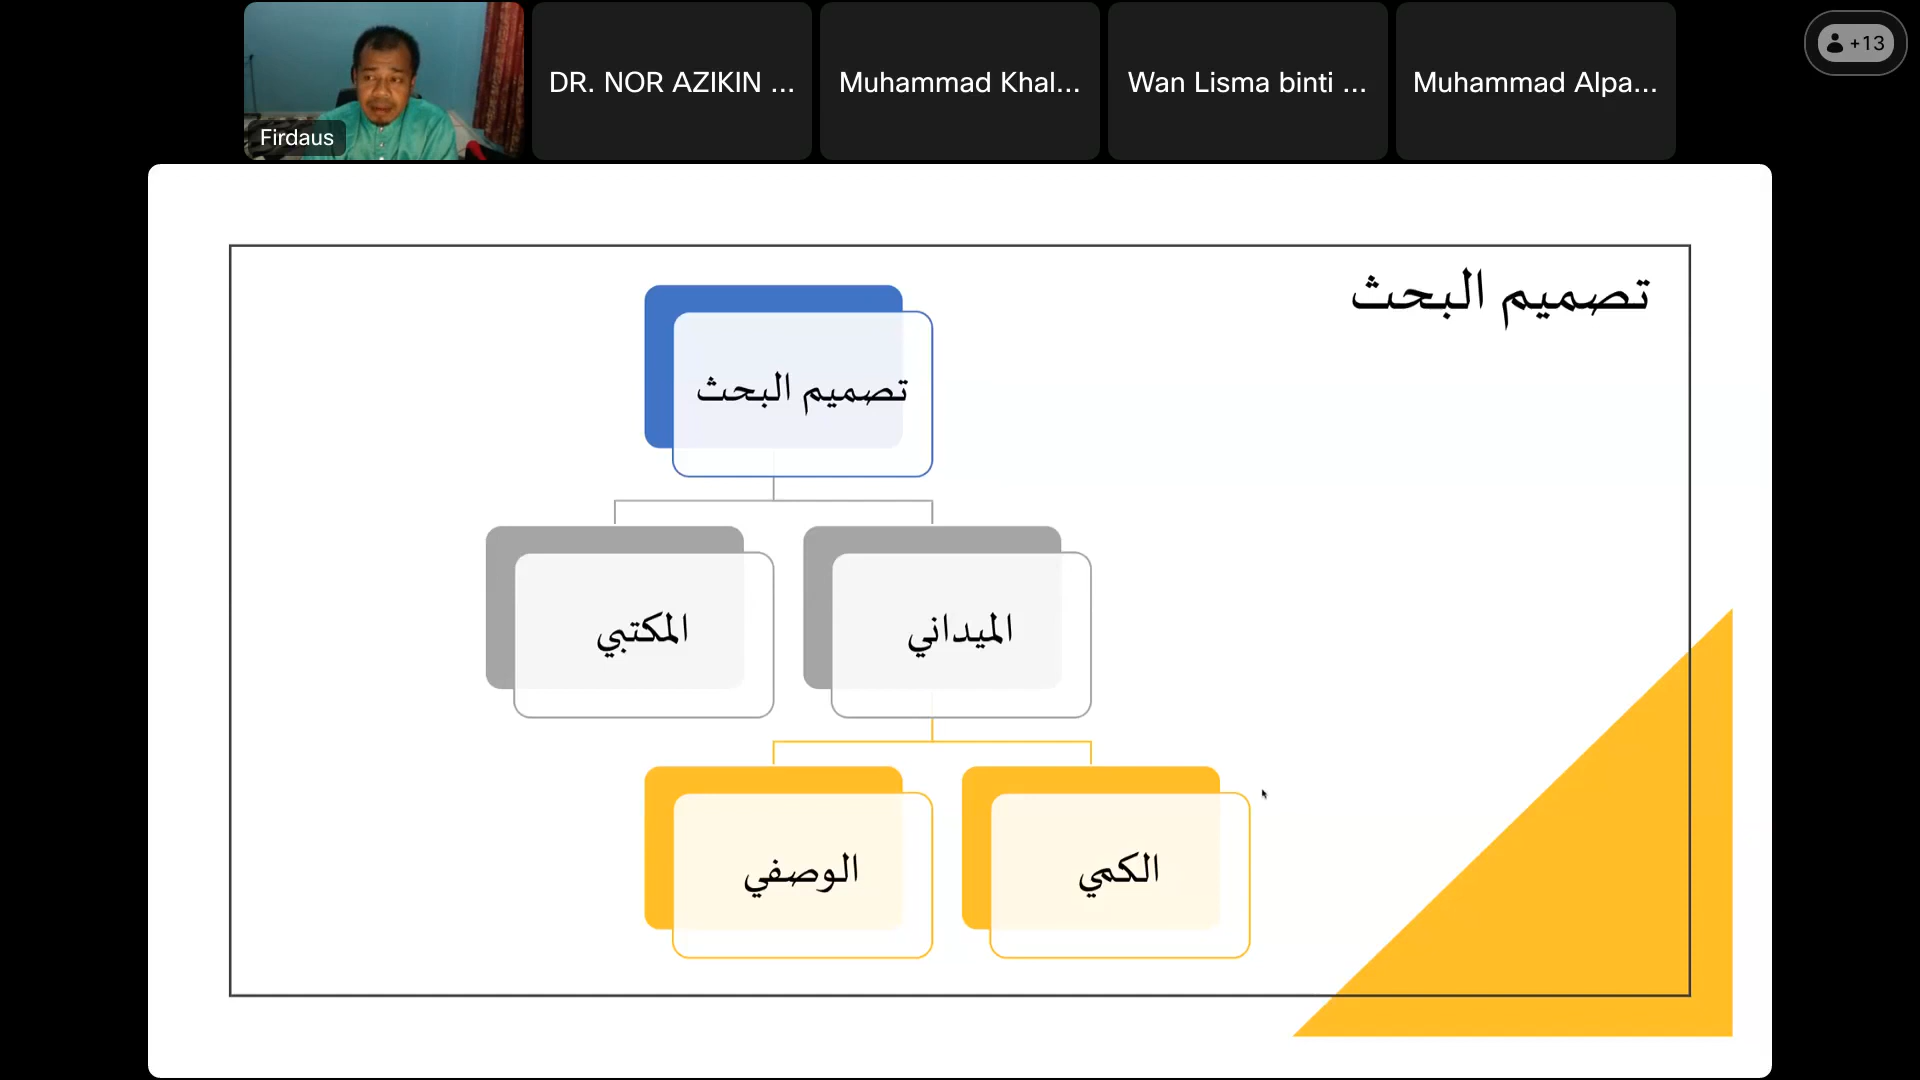 Firdaus
DR. NOR AZIKIN ...
Muhammad Khal...
Wan Lisma binti ...
Muhammad Alpa...
+13
تصميم البحث
تصميم البحث
الميداني
المكتبي
الكمي
الوصفي